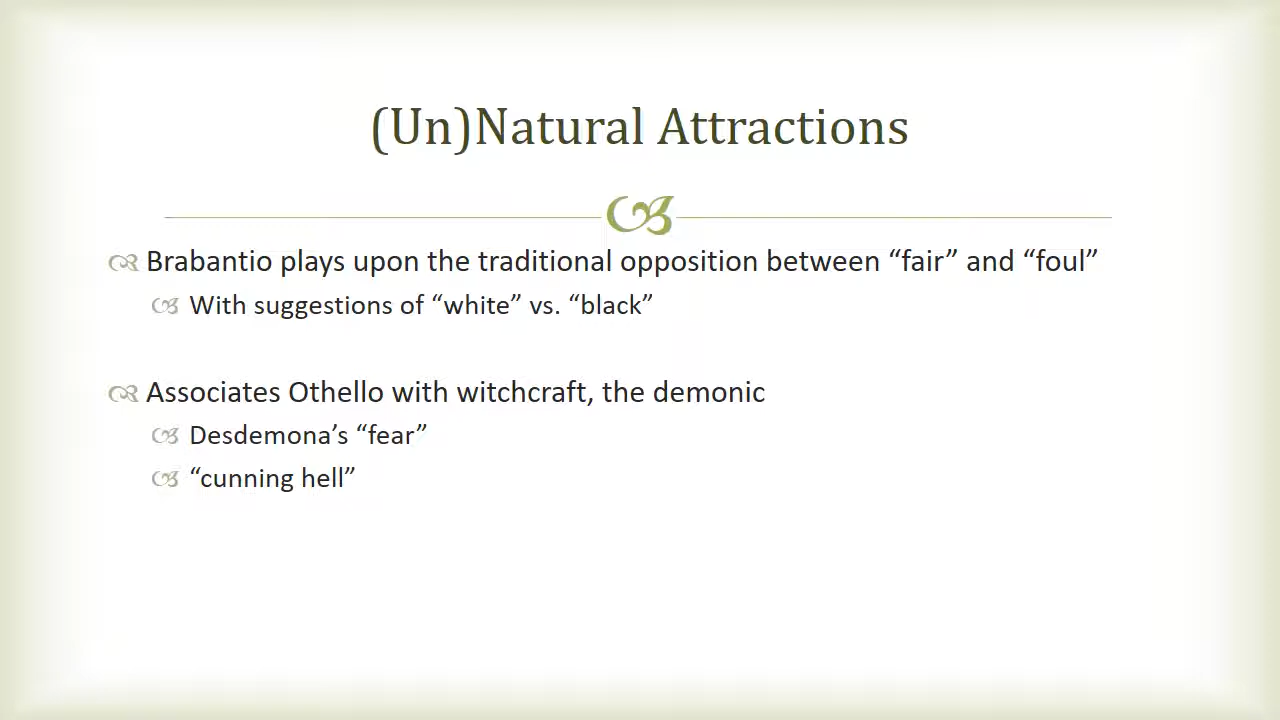 (Un)Natural Attractions
Brabantio plays upon the traditional opposition between “fair” and “foul”
With suggestions of “white” vs. “black”
Associates Othello with witchcraft, the demonic
Desdemona’s “fear”
“cunning hell”